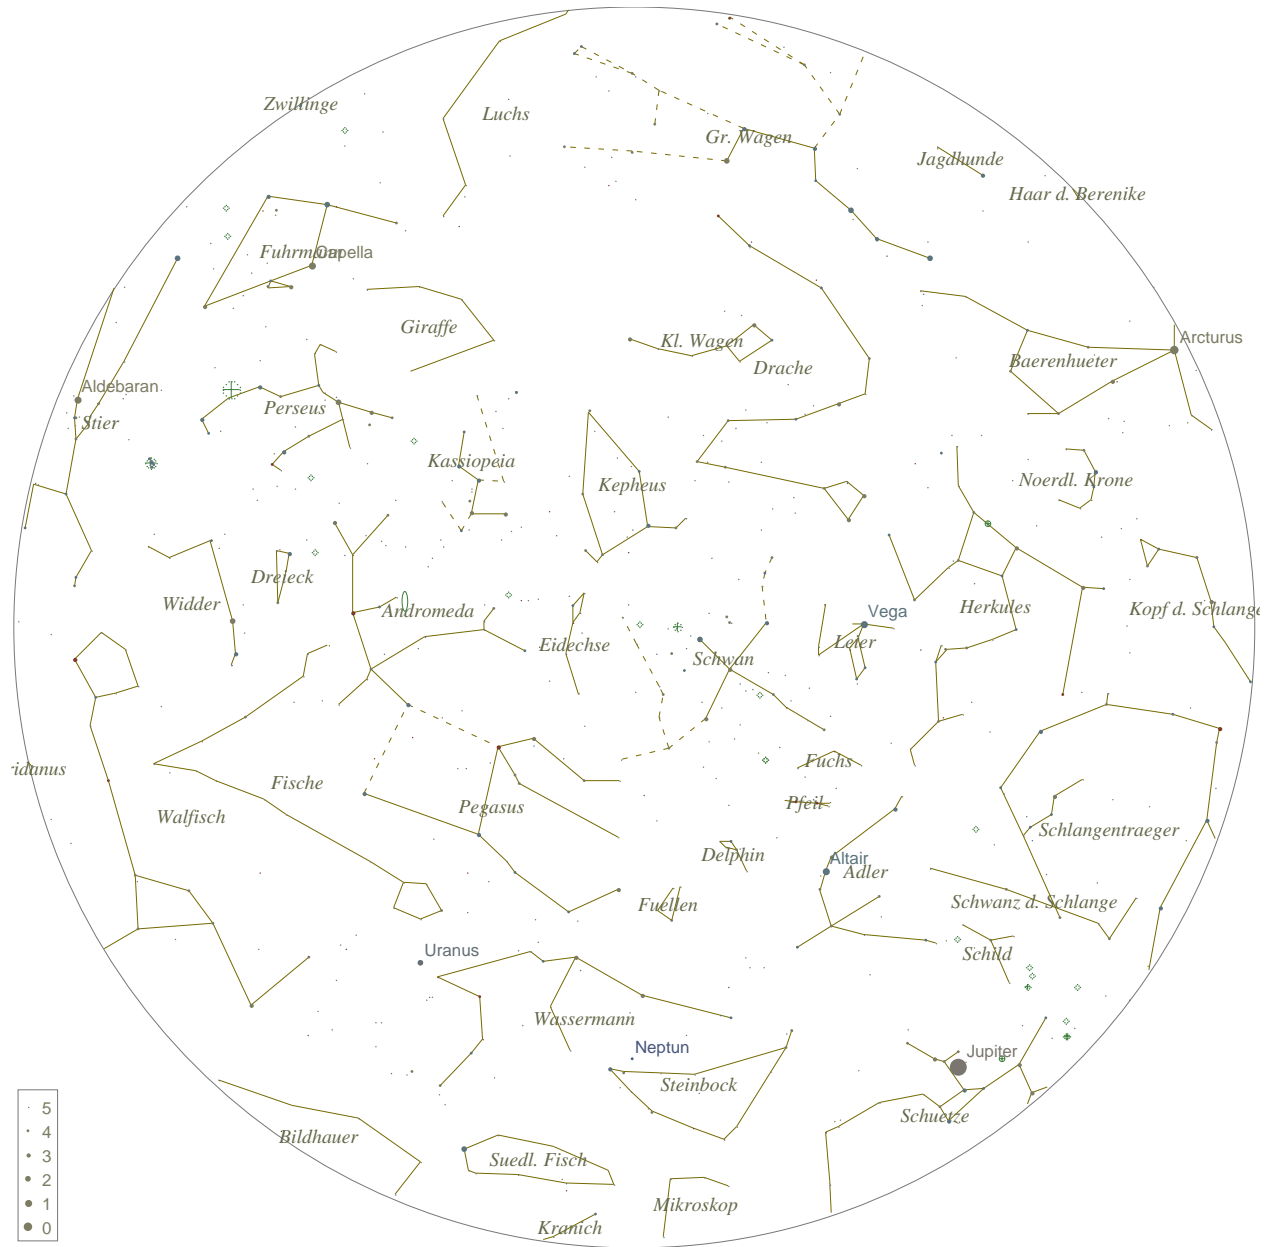 Zwillinge
Luchs
Gr. Wagen
Jagdhunde
Haar d. Berenike
Fuhrmann
Capella
Giraffe
Kl. Wagen
Drache
Baerenhueter
Arcturus
Aldebaran
Stier
Perseus
Kassiopeia
Kepheus
Noerdl. Krone
Dreieck
Widder
Andromeda
Eidechse
Schwan
Vega
Leier
Herkules
Kopf d. Schlange
ridanus
Fische
Walfisch
Pegasus
Fuchs
Pfeil
Schlangentraeger
Delphin
Altair
Adler
Fuellen
Schwanz d. Schlange
Schild
Uranus
Wassermann
Neptun
Steinbock
Jupiter
Schuetze
Bildhauer
Suedl. Fisch
Mikroskop
Kranich
5
4
3
2
1
0